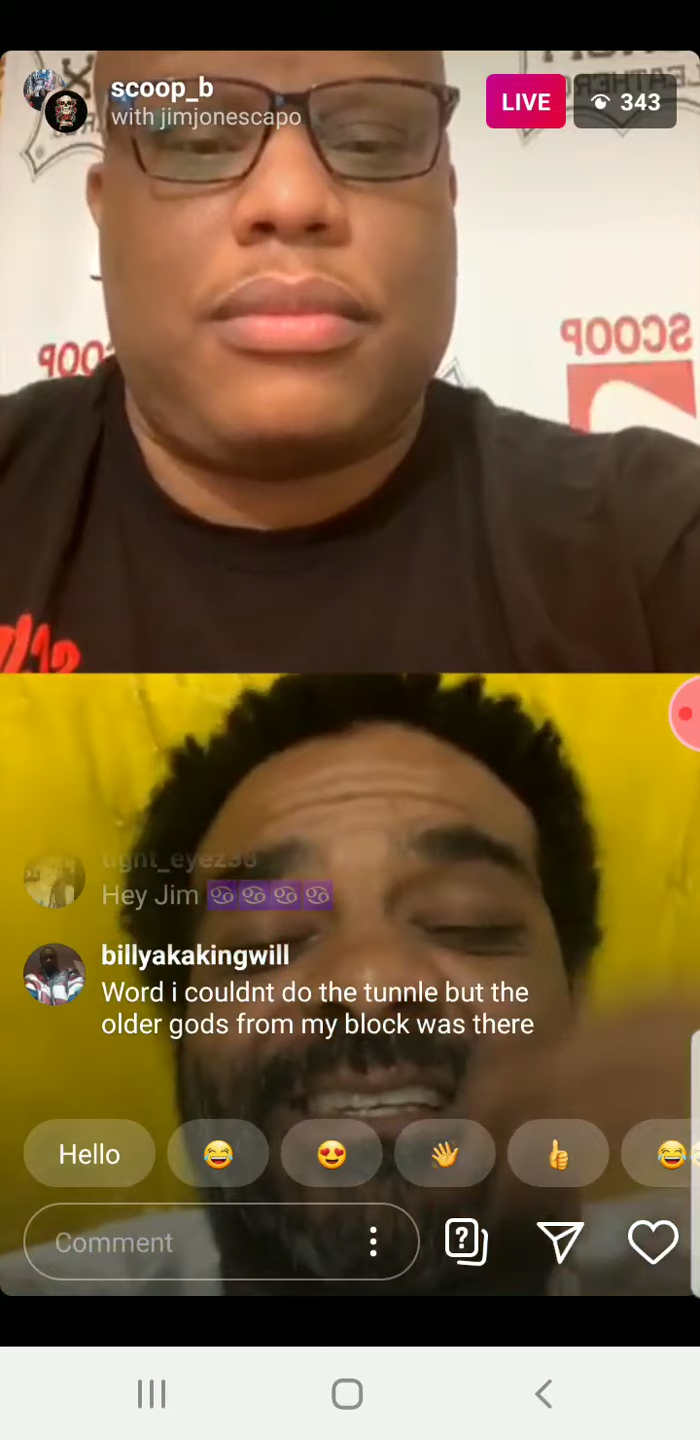 scoop_b
with jimjonescapo
LIVE
343
SCOOP
tight_eyez98
Hey Jim ♋♋♋♋
billyakakingwill
Word i couldnt do the tunnle but the
older gods from my block was there
Hello
Comment